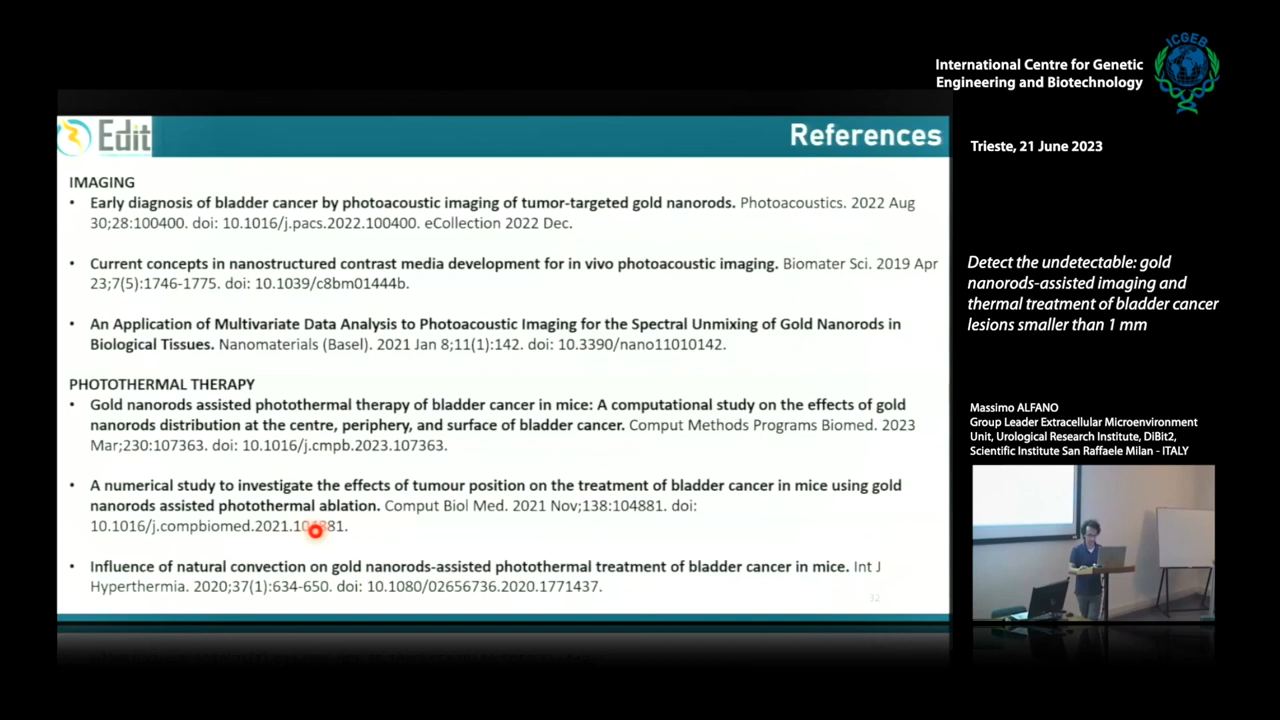 International Centre for Genetic
Engineering and Biotechnology
ICGEB
Edit
References
Trieste, 21 June 2023
IMAGING
• Early diagnosis of bladder cancer by photoacoustic imaging of tumor-targeted gold nanorods. Photoacoustics. 2022 Aug
30;28:100400. doi: 10.1016/j.pacs.2022.100400. eCollection 2022 Dec.
• Current concepts in nanostructured contrast media development for in vivo photoacoustic imaging. Biomater Sci. 2019 Apr
23;7(5):1746-1775. doi: 10.1039/c8bm01444b.
• An Application of Multivariate Data Analysis to Photoacoustic Imaging for the Spectral Unmixing of Gold Nanorods in
Biological Tissues. Nanomaterials (Basel). 2021 Jan 8;11(1):142. doi: 10.3390/nano11010142.
PHOTOTHERMAL THERAPY
• Gold nanorods assisted photothermal therapy of bladder cancer in mice: A computational study on the effects of gold
nanorods distribution at the centre, periphery, and surface of bladder cancer. Comput Methods Programs Biomed. 2023
Mar;230:107363. doi: 10.1016/j.cmpb.2023.107363.
• A numerical study to investigate the effects of tumour position on the treatment of bladder cancer in mice using gold
nanorods assisted photothermal ablation. Comput Biol Med. 2021 Nov;138:104881. doi:
10.1016/j.compbiomed.2021.104881.
• Influence of natural convection on gold nanorods-assisted photothermal treatment of bladder cancer in mice. Int J
Hyperthermia. 2020;37(1):634-650. doi: 10.1080/02656736.2020.1771437.
32
Detect the undetectable: gold
nanorods-assisted imaging and
thermal treatment of bladder cancer
lesions smaller than 1 mm
Massimo ALFANO
Group Leader Extracellular Microenvironment
Unit, Urological Research Institute, DiBit2,
Scientific Institute San Raffaele Milan - ITALY